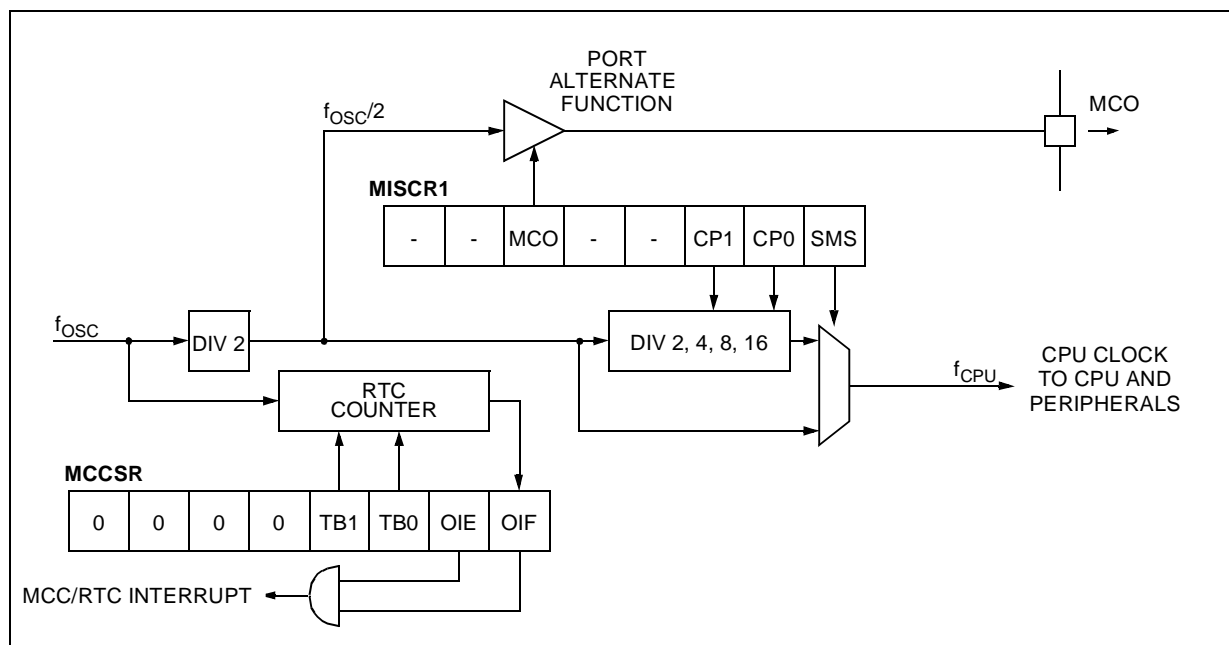 PORT
ALTERNATE
FUNCTION
fOSC/2
MCO
MISCR1
- - MCO - - CP1 CP0 SMS
fOSC
DIV 2
DIV 2, 4, 8, 16
fCPU
CPU CLOCK
TO CPU AND
PERIPHERALS
RTC
COUNTER
MCCSR
0 0 0 0 TB1 TB0 OIE OIF
MCC/RTC INTERRUPT